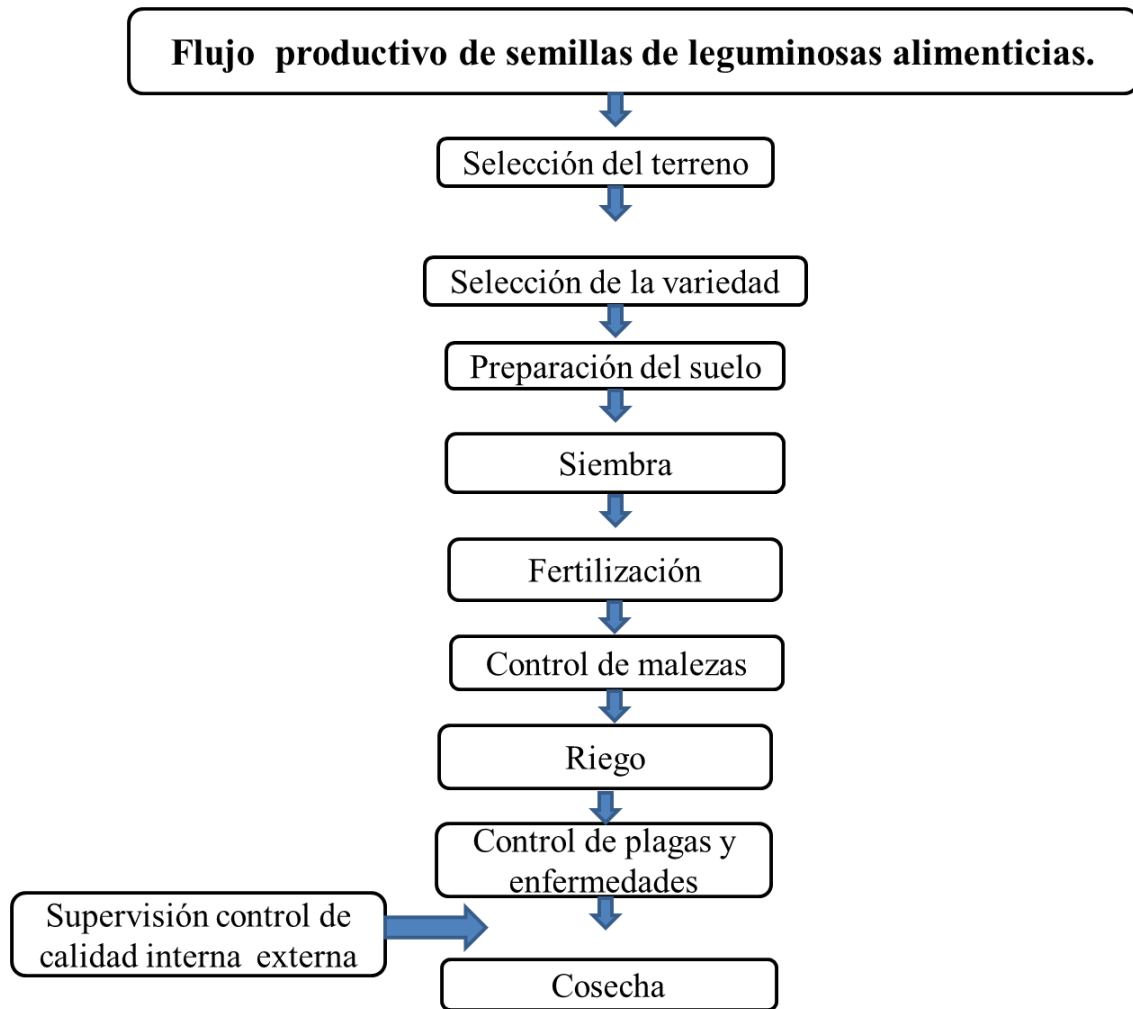 Flujo productivo de semillas de leguminosas alimenticias.
Selección del terreno
Selección de la variedad
Preparación del suelo
Siembra
Fertilización
Control de malezas
Riego
Control de plagas y
enfermedades
Supervisión control de
calidad interna externa
Cosecha